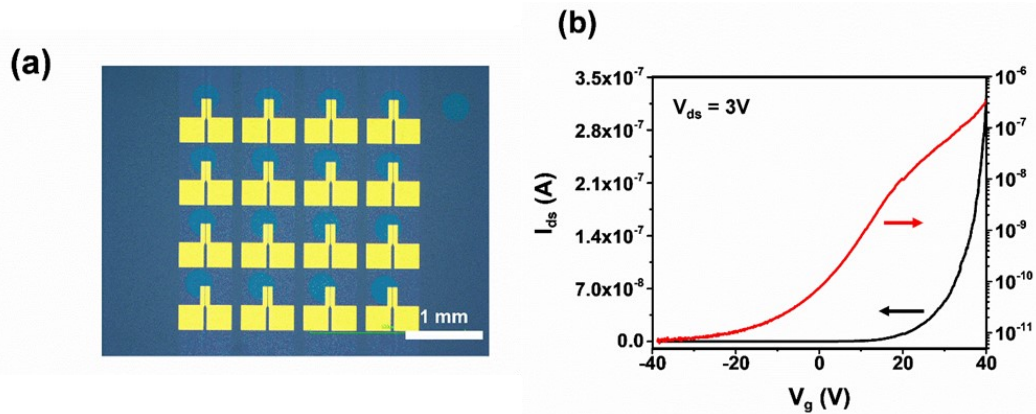 (a)
1 mm
(b)
V_ds = 3V
I_ds (A)
3.5x10⁻⁷
2.8x10⁻⁷
2.1x10⁻⁷
1.4x10⁻⁷
7.0x10⁻⁸
0.0
10⁻⁶
10⁻⁷
10⁻⁸
10⁻⁹
10⁻¹⁰
10⁻¹¹
-40 -20 0 20 40
V_g (V)